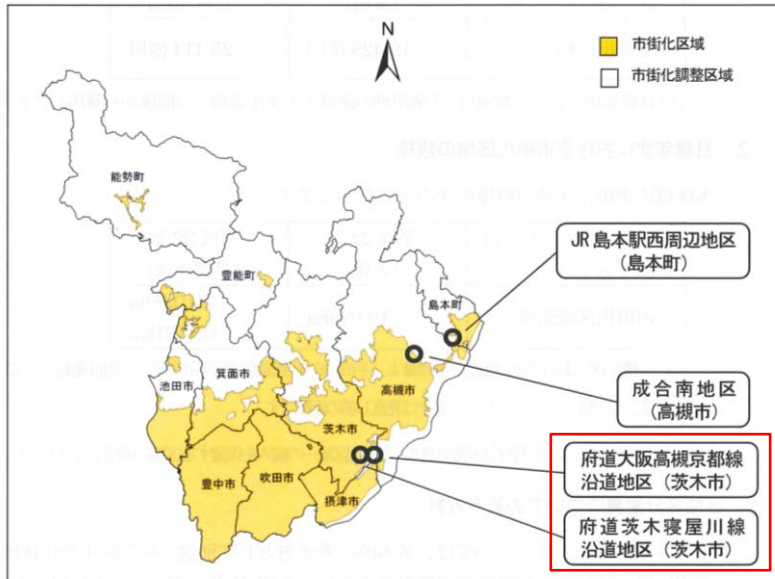 N
市街化区域
市街化調整区域
能勢町
豊能町
島本町
JR島本駅西周辺地区
（島本町）
箕面市
池田市
高槻市
成合南地区
（高槻市）
茨木市
豊中市
吹田市
摂津市
府道大阪高槻京都線
沿道地区（茨木市）
府道茨木寝屋川線
沿道地区（茨木市）